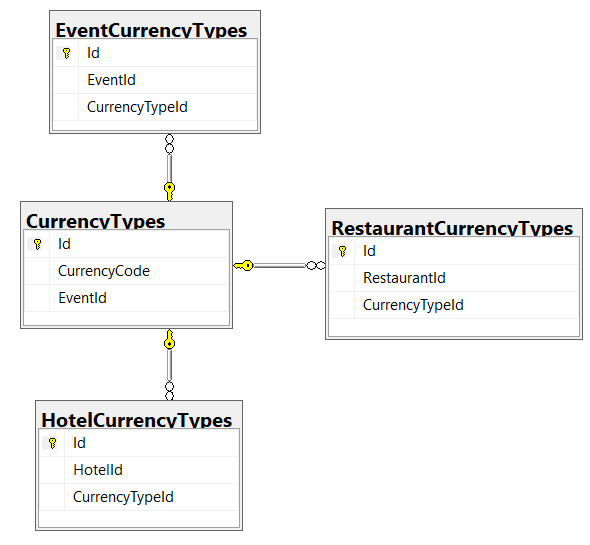 EventCurrencyTypes
Id
EventId
CurrencyTypeId
CurrencyTypes
Id
CurrencyCode
EventId
RestaurantCurrencyTypes
Id
RestaurantId
CurrencyTypeId
HotelCurrencyTypes
Id
HotelId
CurrencyTypeId